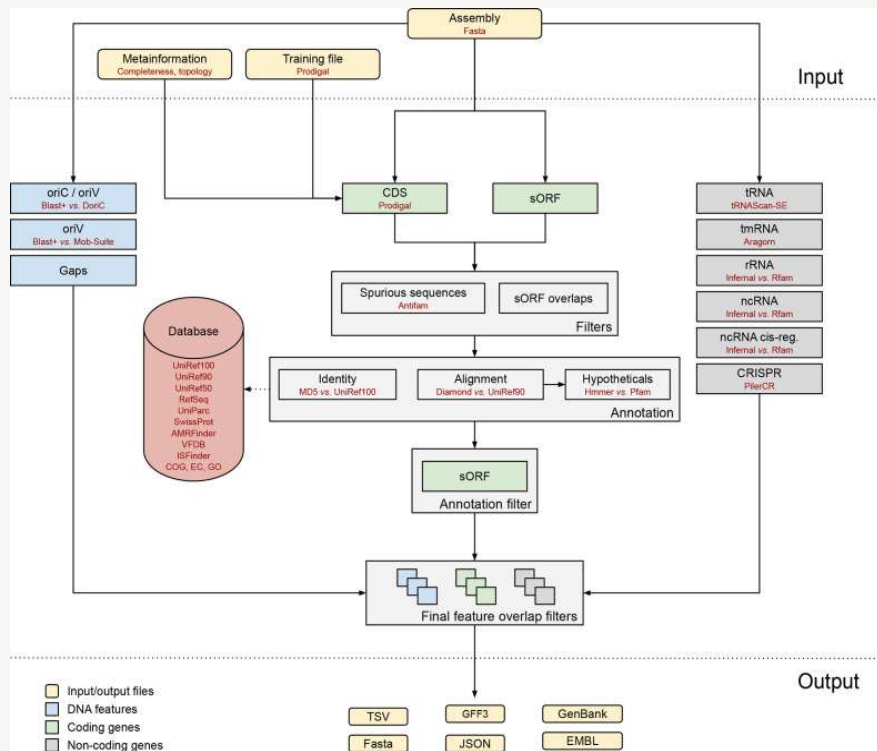 Assembly
Fasta
Metainformation
Completeness, topology
Training file
Prodigal
Input
oriC / oriV
Blast+ vs. DoriC
oriV
Blast+ vs. Mob-Suite
Gaps
CDS
Prodigal
sORF
tRNA
tRNAScan-SE
tmRNA
Aragorn
rRNA
Infernal vs. Rfam
ncRNA
Infernal vs. Rfam
ncRNA cis-reg.
Infernal vs. Rfam
CRISPR
PilerCR
Spurious sequences
Antifam
sORF overlaps
Filters
Database
UniRef100
UniRef90
UniRef50
RefSeq
UniParc
SwissProt
AMRFinder
VFDB
ISFinder
COG, EC, GO
Identity
MD5 vs. UniRef100
Alignment
Diamond vs. UniRef90
Hypotheticals
Hmmer vs. Pfam
Annotation
sORF
Annotation filter
Final feature overlap filters
Output
Input/output files
DNA features
Coding genes
Non-coding genes
TSV
GFF3
GenBank
Fasta
JSON
EMBL